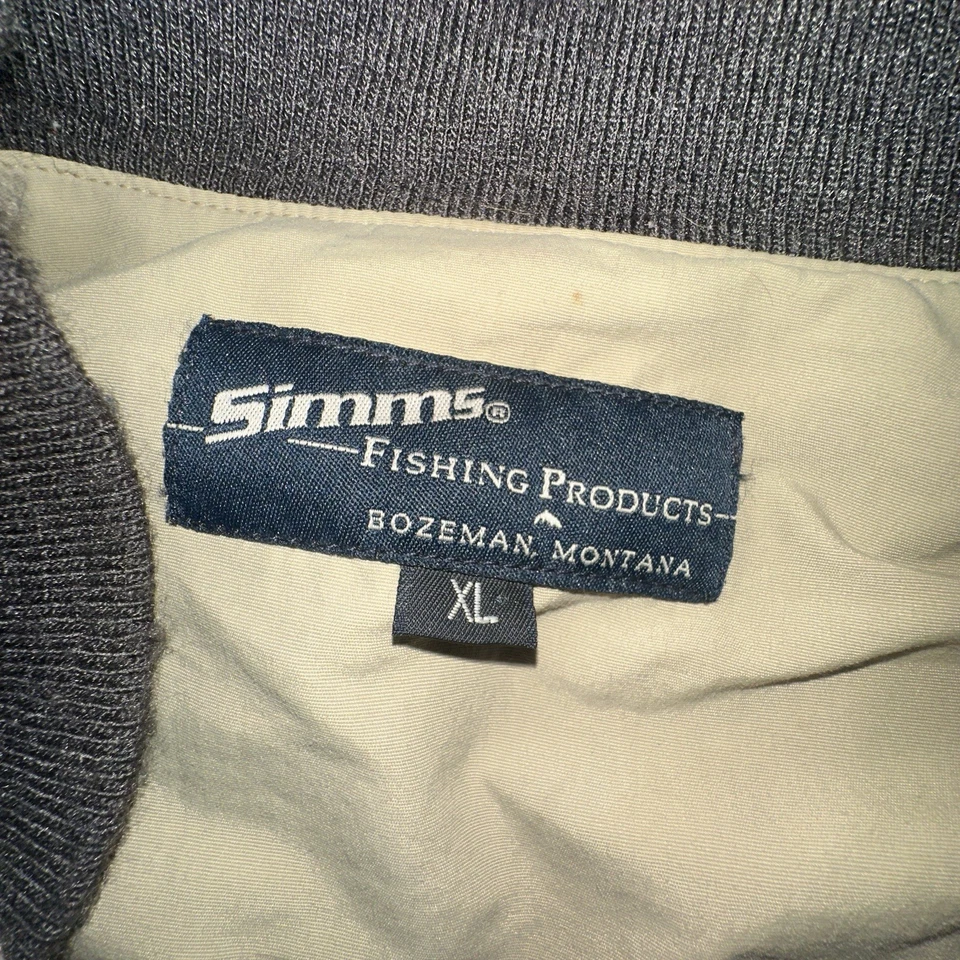 Simms®
FISHING PRODUCTS
BOZEMAN, MONTANA
XL